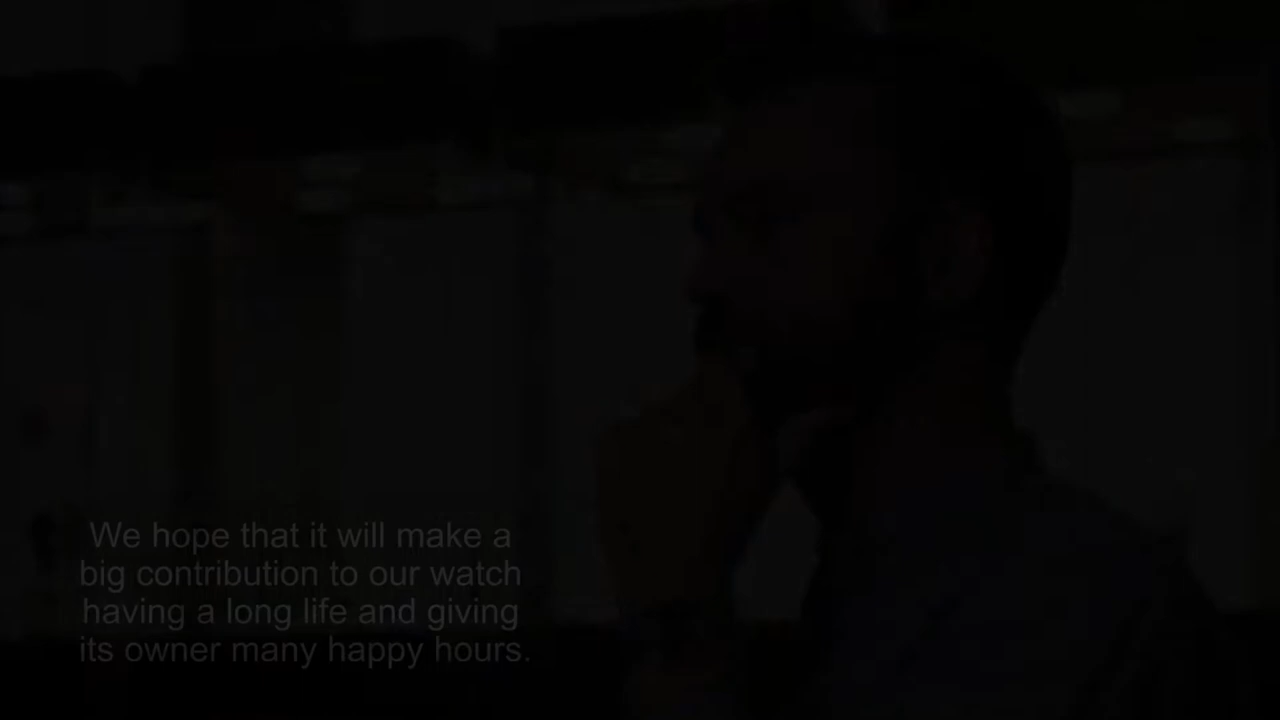 We hope that it will make a
big contribution to our watch
having a long life and giving
its owner many happy hours.